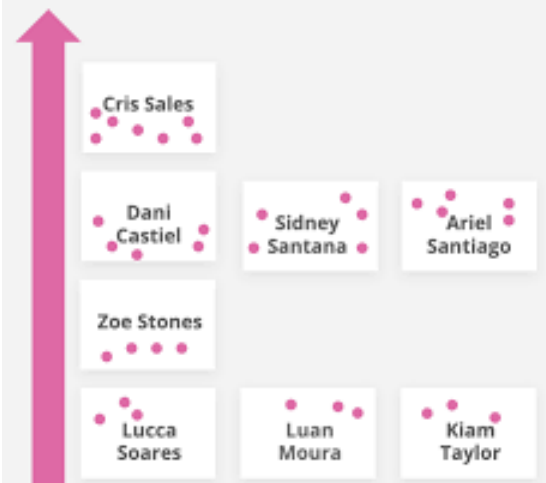 Cris Sales
Dani
Castiel
Sidney
Santana
Ariel
Santiago
Zoe Stones
Lucca
Soares
Luan
Moura
Kiam
Taylor